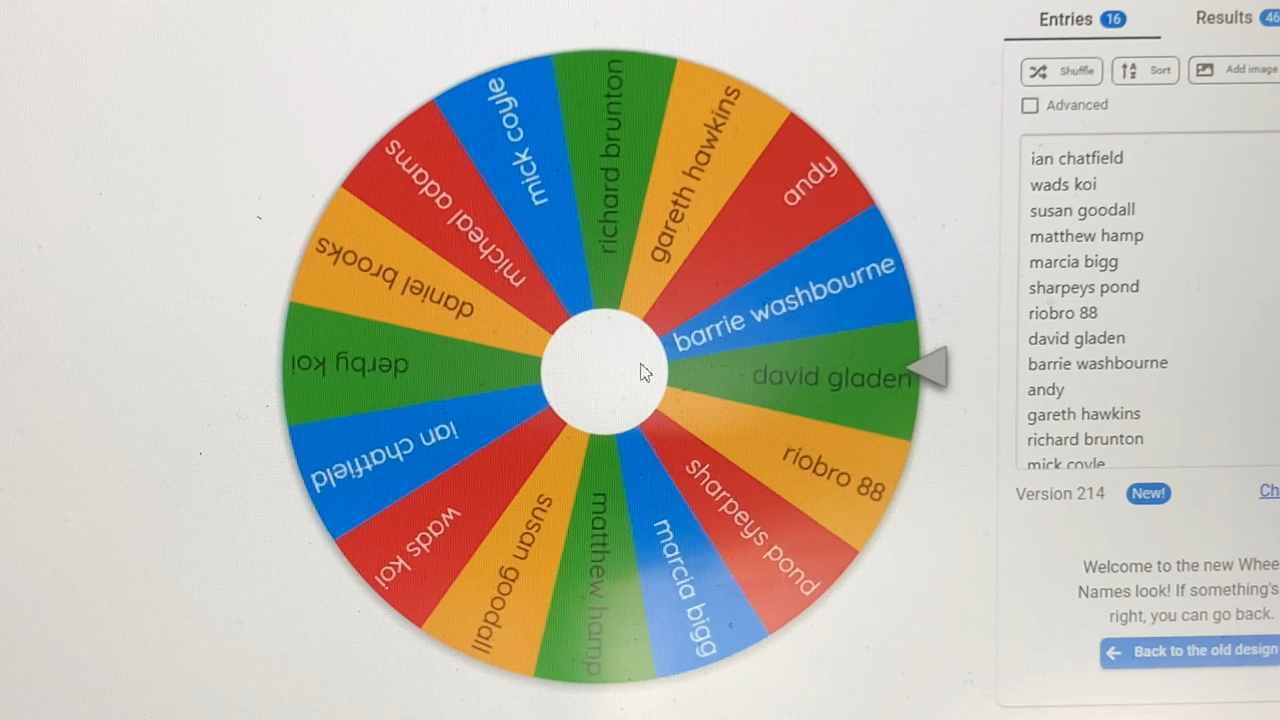 Entries 16
Results 46
Shuffle
Sort
Add image
Advanced
ian chatfield
wads koi
susan goodall
matthew hamp
marcia bigg
sharpeys pond
riobro 88
david gladen
barrie washbourne
andy
gareth hawkins
richard brunton
mick coyle
Version 214
New!
Ch
Welcome to the new Whee
Names look! If something's
right, you can go back.
Back to the old design
richard brunton
gareth hawkins
andy
barrie washbourne
david gladen
riobro 88
sharpeys pond
marcia bigg
matthew hamp
susan goodall
wads koi
ian chatfield
derby koi
daniel brooks
micheal adams
mick coyle